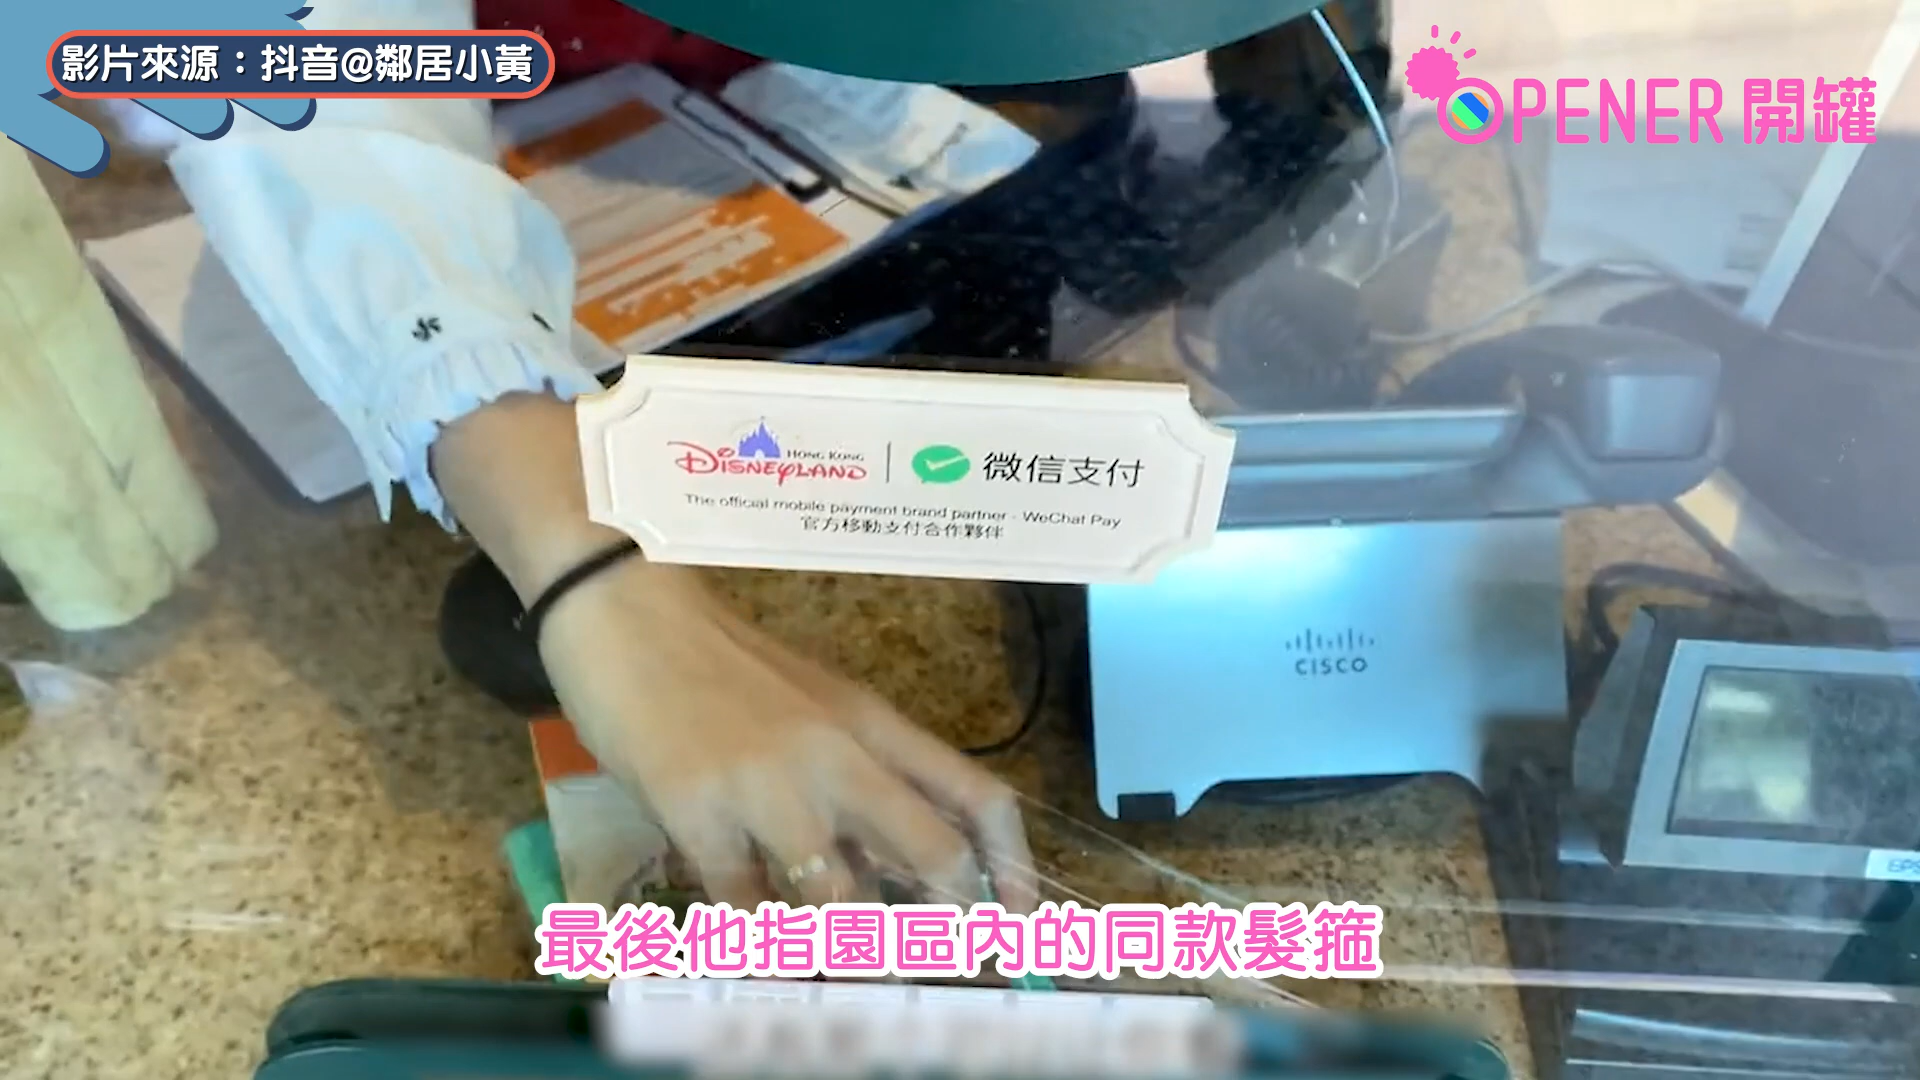 影片來源：抖音@鄰居小黃
OPENER 開罐
HONG KONG
DISNEYLAND
微信支付
The official mobile payment brand partner - WeChat Pay
官方移動支付合作夥伴
CISCO
最後他指園區內的同款髮箍